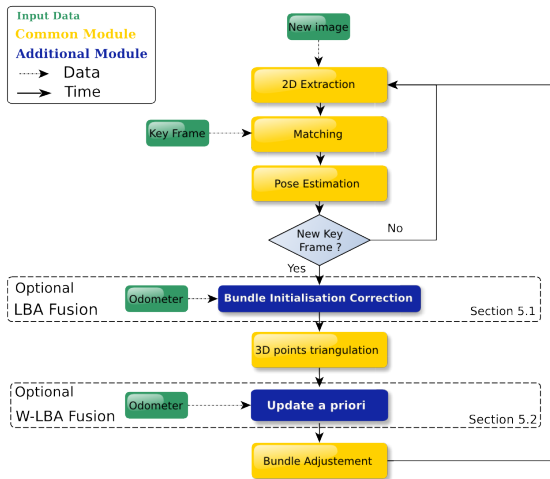 Input Data
Common Module
Additional Module
Data
Time
New image
2D Extraction
Key Frame
Matching
Pose Estimation
New Key
Frame ?
No
Yes
Optional
LBA Fusion
Odometer
Bundle Initialisation Correction
Section 5.1
3D points triangulation
Optional
W-LBA Fusion
Odometer
Update a priori
Section 5.2
Bundle Adjustement